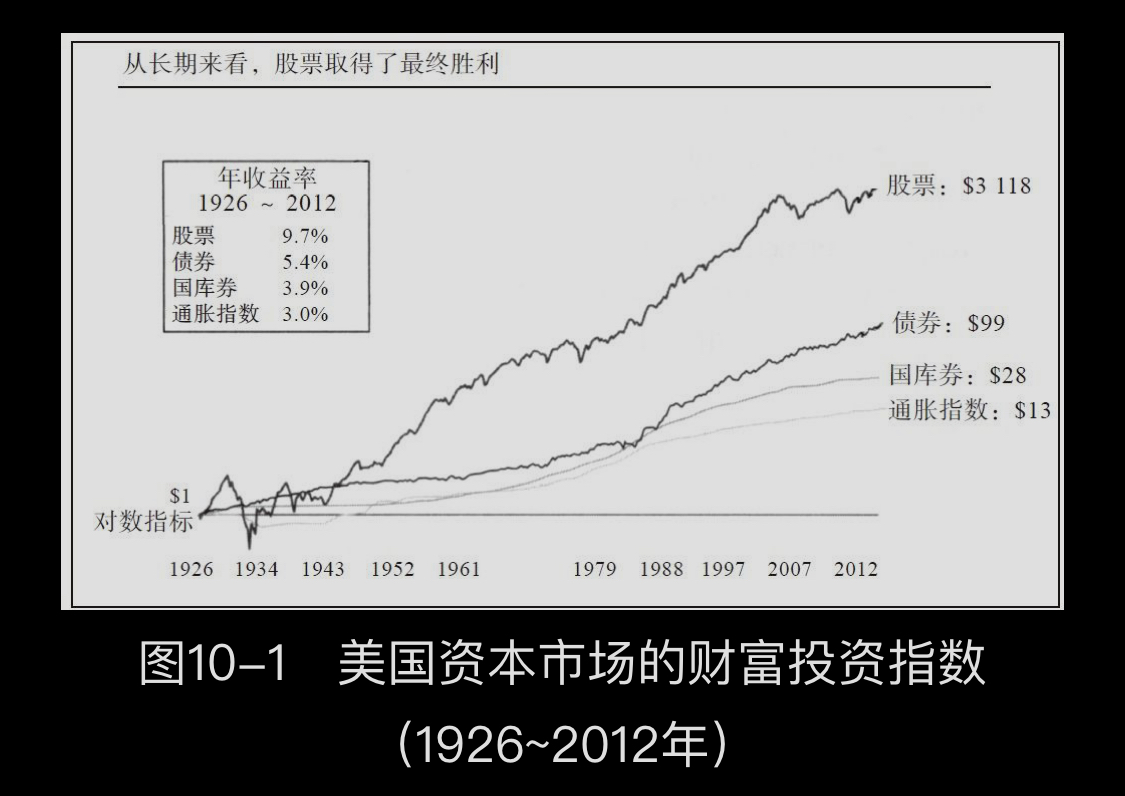 从长期来看，股票取得了最终胜利
年收益率
1926 ~ 2012
股票 9.7%
债券 5.4%
国库券 3.9%
通胀指数 3.0%
股票：$3 118
债券：$99
国库券：$28
通胀指数：$13
$1
对数指标
1926 1934 1943 1952 1961 1979 1988 1997 2007 2012
图10–1 美国资本市场的财富投资指数
（1926~2012年）